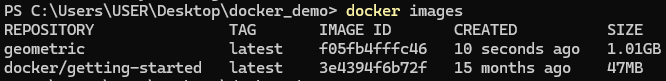 PS C:\Users\USER\Desktop\docker_demo> docker images
REPOSITORY TAG IMAGE ID CREATED SIZE
geometric latest f05fb4fffc46 10 seconds ago 1.01GB
docker/getting-started latest 3e4394f6b72f 15 months ago 47MB